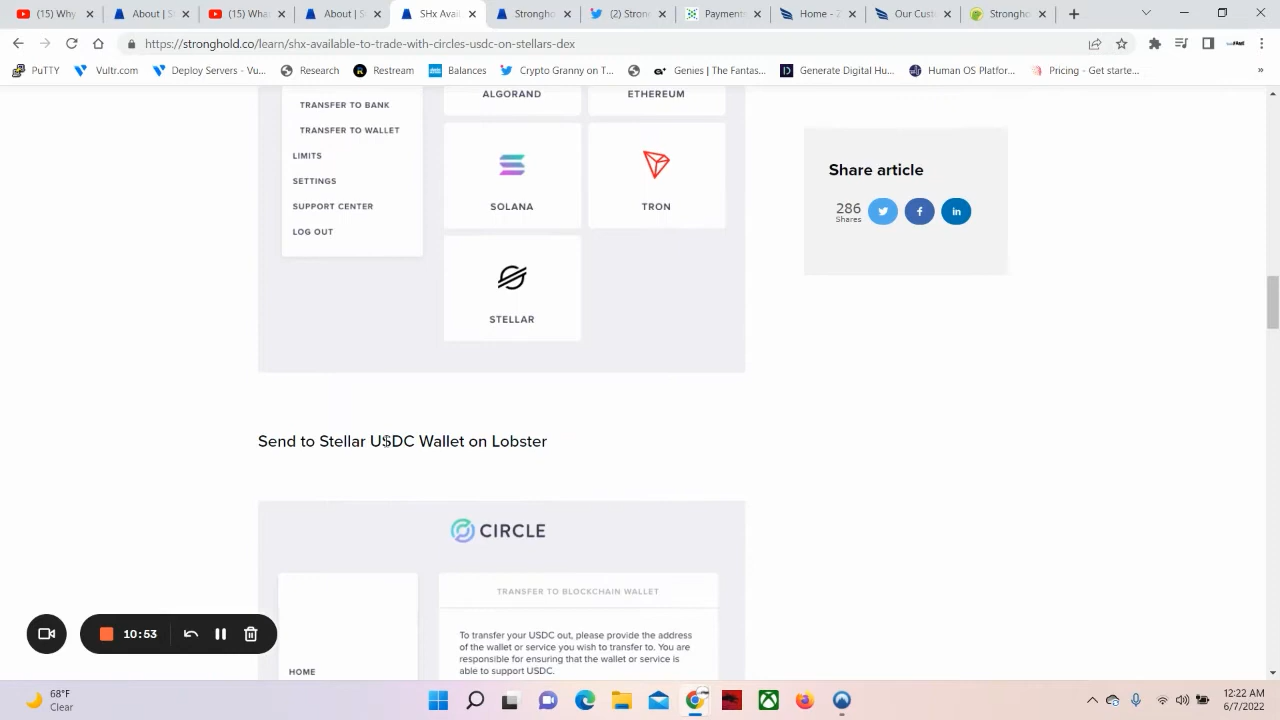 (15) Wha
About | S
(15) Wha
About | S
SHx Avai
Strongho
(2) Stron
Payments
Home - Z
Our Cust
Strongho
https://stronghold.co/learn/shx-available-to-trade-with-circles-usdc-on-stellars-dex
PuTTY
Vultr.com
Deploy Servers - Vu...
Research
Restream
Balances
Crypto Granny on T...
Genies | The Fantas...
Generate Digital Hu...
Human OS Platform...
Pricing - Get starte...
»
TRANSFER TO BANK
TRANSFER TO WALLET
LIMITS
SETTINGS
SUPPORT CENTER
LOG OUT
ALGORAND
ETHEREUM
SOLANA
TRON
STELLAR
Share article
286
Shares
Send to Stellar USDC Wallet on Lobster
CIRCLE
TRANSFER TO BLOCKCHAIN WALLET
To transfer your USDC out, please provide the address
of the wallet or service you wish to transfer to. You are
responsible for ensuring that the wallet or service is
able to support USDC.
HOME
10:53
68°F
Clear
12:22 AM
6/7/2022